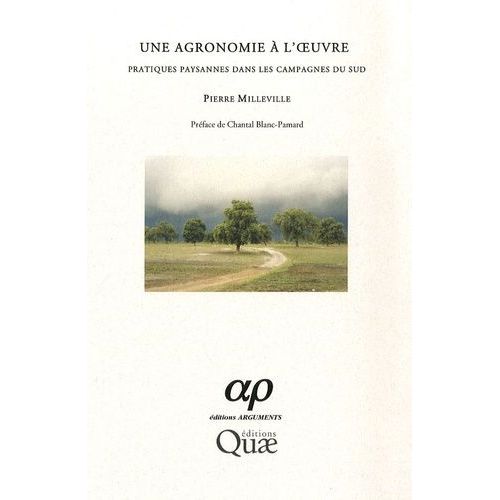 UNE AGRONOMIE À L'ŒUVRE
PRATIQUES PAYSANNES DANS LES CAMPAGNES DU SUD
PIERRE MILLEVILLE
Préface de Chantal Blanc-Pamard
αρ
éditions ARGUMENTS
éditions
Quæ